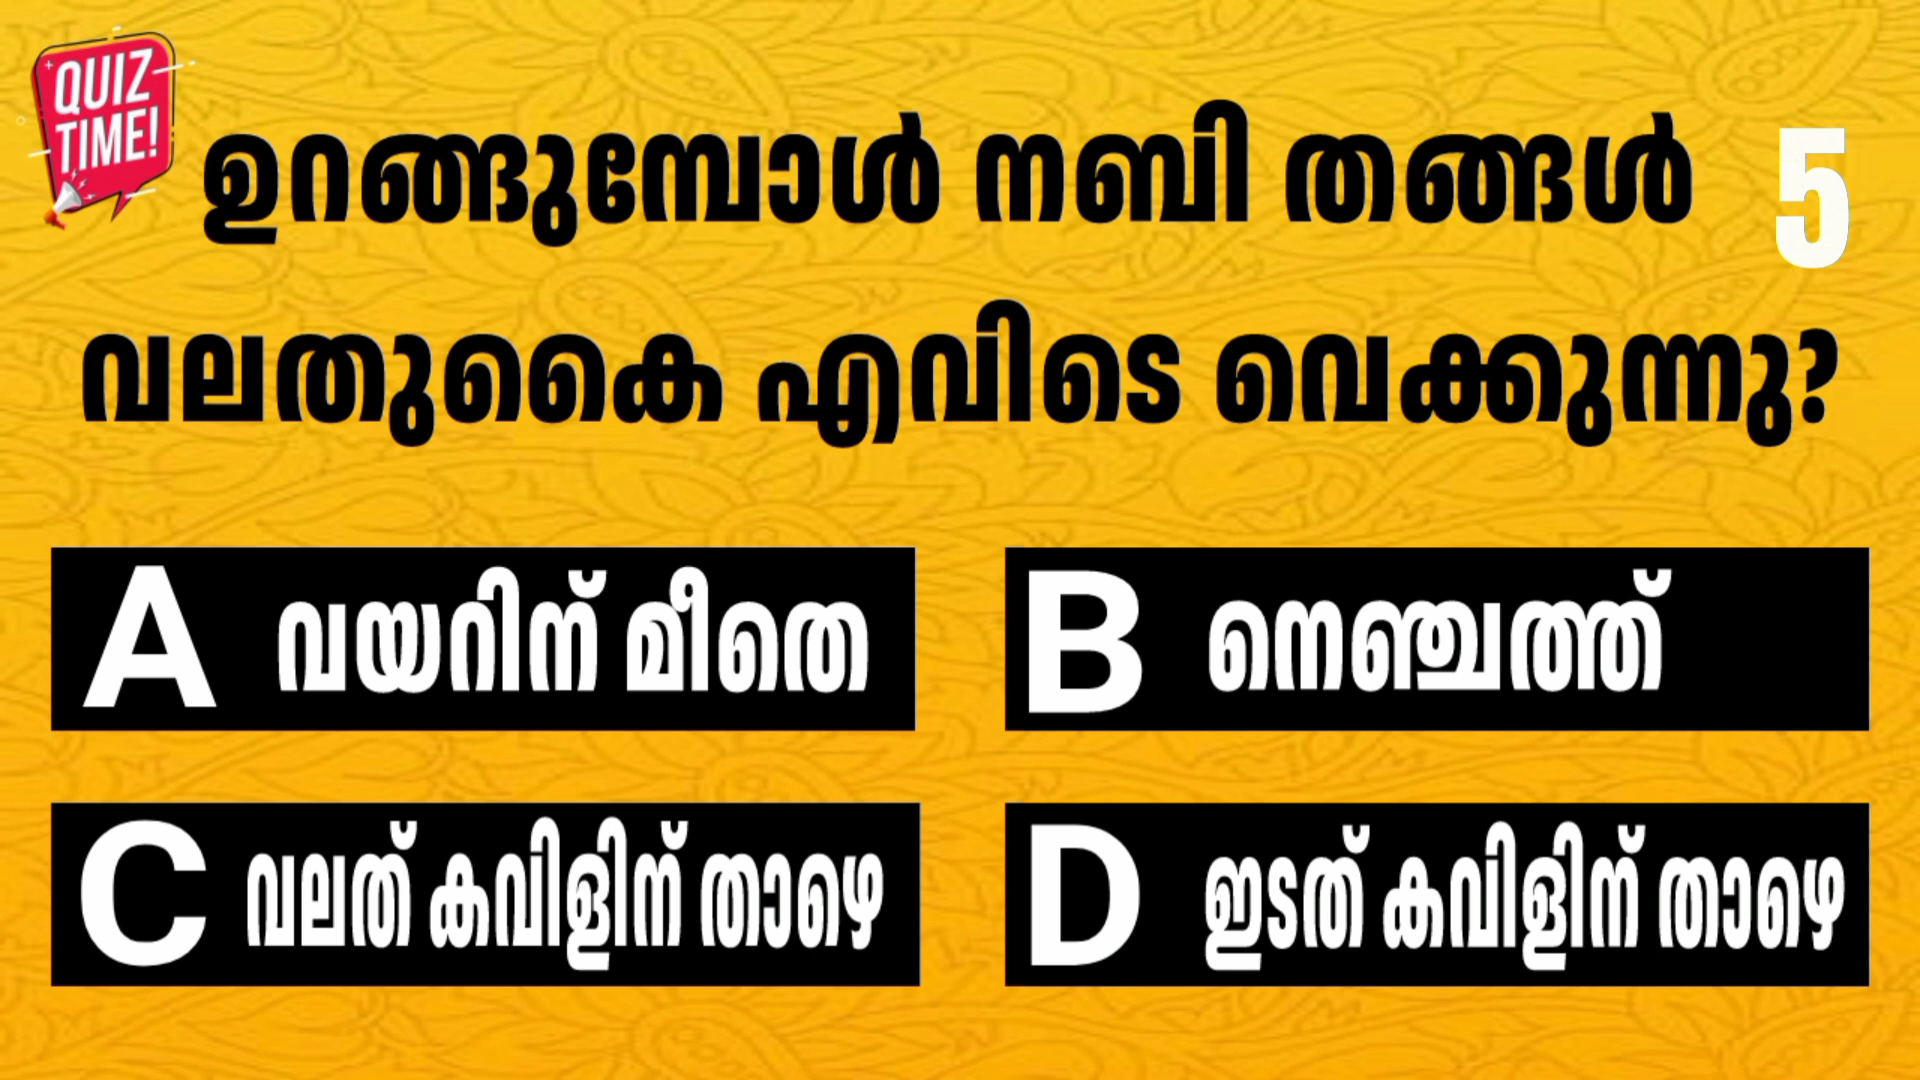 QUIZ
TIME!
ഉറങ്ങുമ്പോൾ നബി തങ്ങൾ
5
വലതുകൈ എവിടെ വെക്കുന്നു?
A വയറിന് മീതെ
B നെഞ്ചത്ത്
C വലത് കവിളിന് താഴെ
D ഇടത് കവിളിന് താഴെ